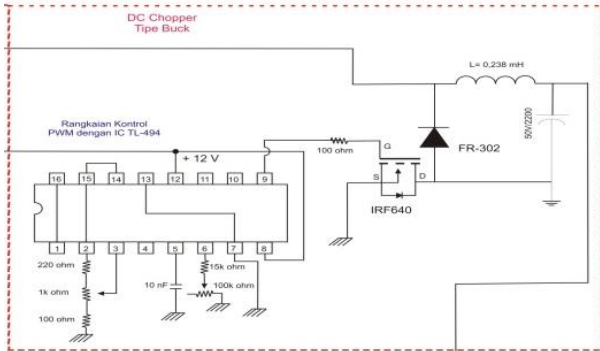 DC Chopper
Tipe Buck
L= 0,238 mH
Rangkaian Kontrol
PWM dengan IC TL-494
50V/2200
+ 12 V
100 ohm
G
FR-302
16 15 14 13 12 11 10 9
S D
IRF640
1 2 3 4 5 6 7 8
220 ohm
15k ohm
1k ohm
10 nF
100k ohm
100 ohm